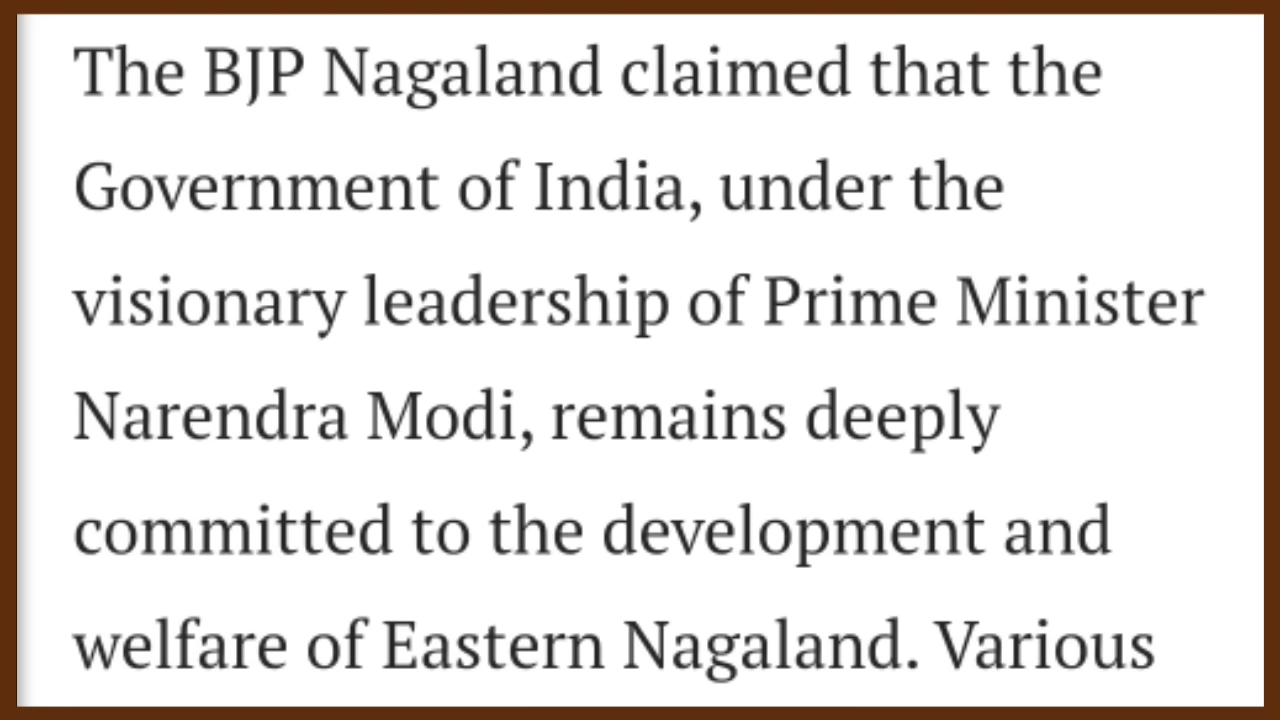 The BJP Nagaland claimed that the
Government of India, under the
visionary leadership of Prime Minister
Narendra Modi, remains deeply
committed to the development and
welfare of Eastern Nagaland. Various